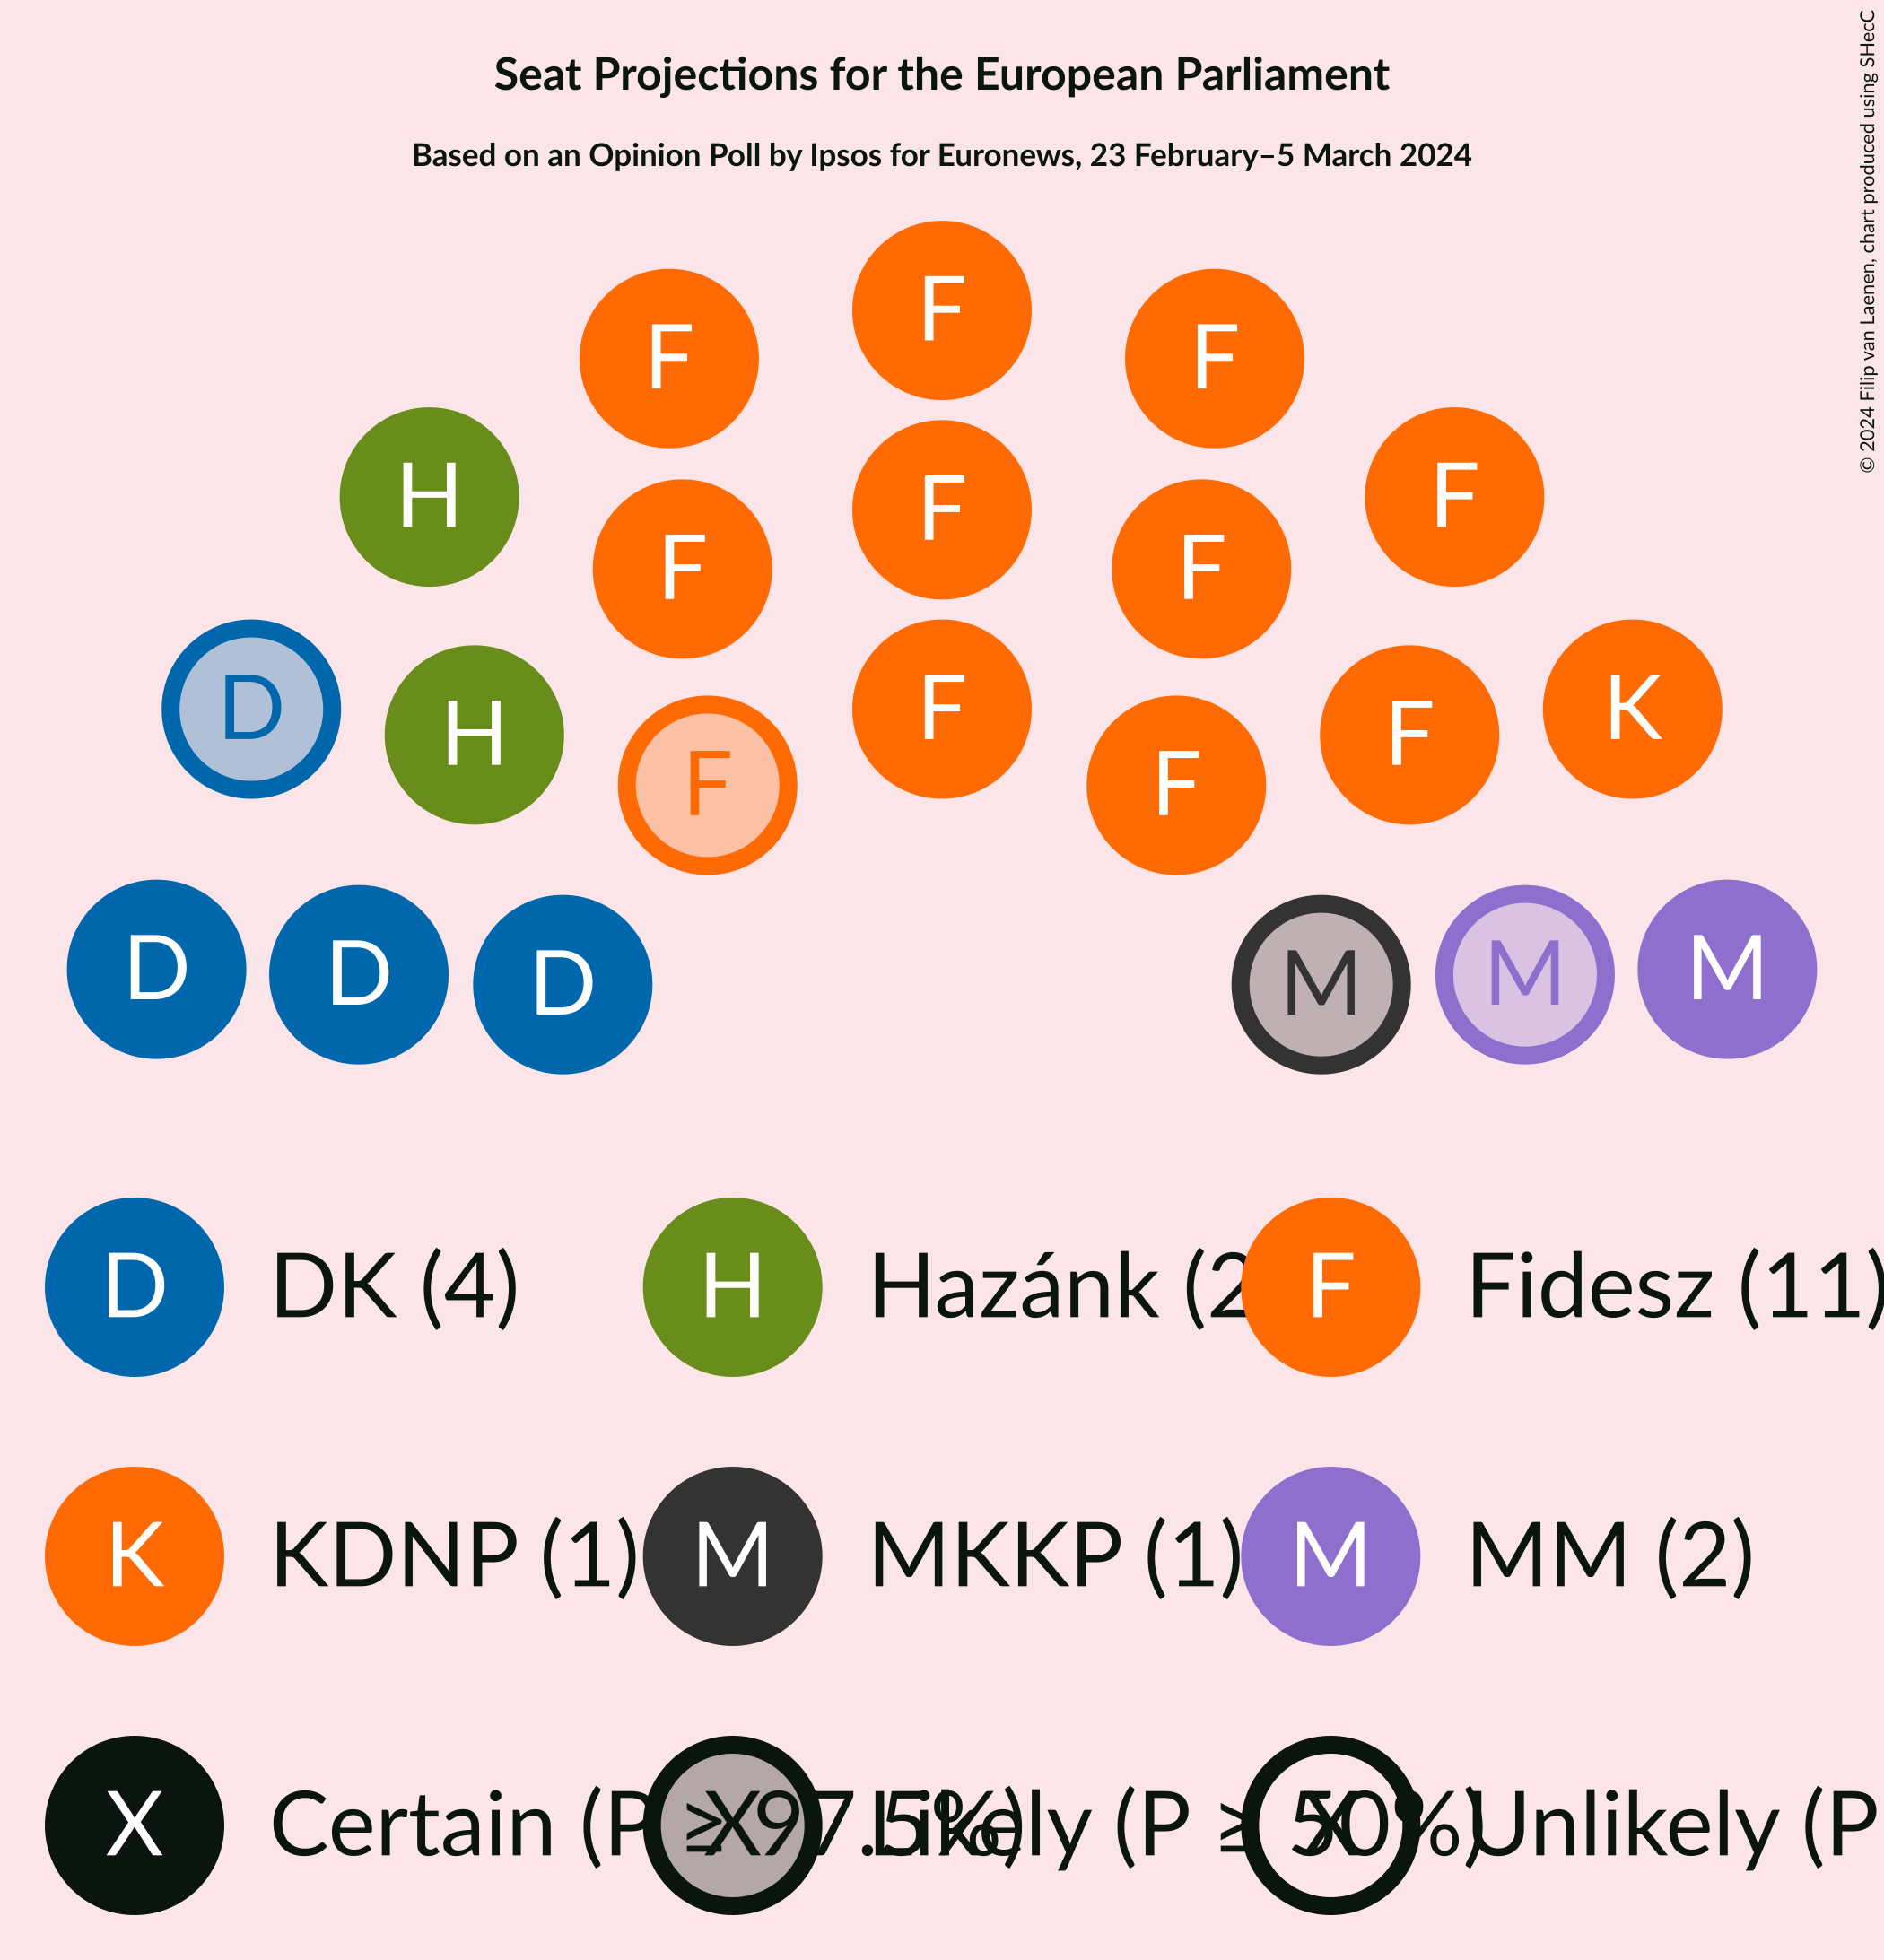 Seat Projections for the European Parliament
Based on an Opinion Poll by Ipsos for Euronews, 23 February–5 March 2024
© 2024 Filip van Laenen, chart produced using SHecC
F
F F
H F
F
F F
D K
H F
F
F F
D M
D M
D M
D DK (4) H Hazánk (2 F Fidesz (11)
K KDNP (1) M MKKP (1) M MM (2)
X Certain (P ≥ 97.5%) X Likely (P ≥ 50%) X Unlikely (P